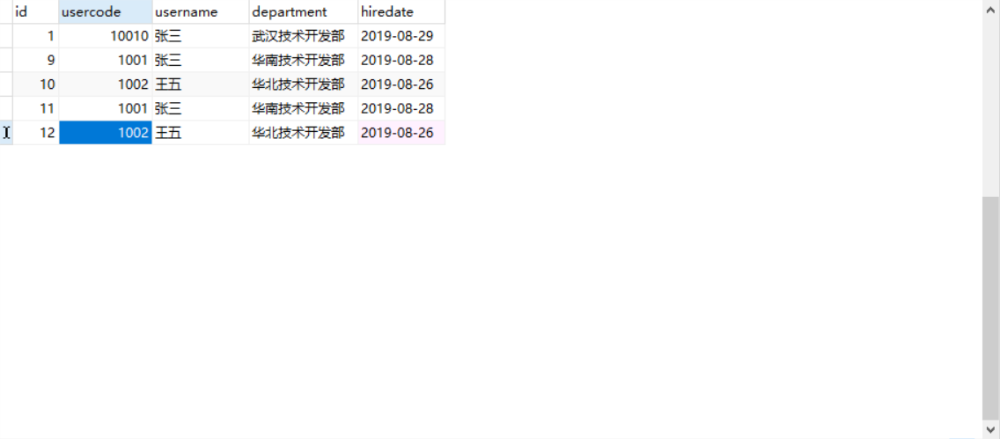 id usercode username department hiredate
1 10010 张三 武汉技术开发部 2019-08-29
9 1001 张三 华南技术开发部 2019-08-28
10 1002 王五 华北技术开发部 2019-08-26
11 1001 张三 华南技术开发部 2019-08-28
12 1002 王五 华北技术开发部 2019-08-26